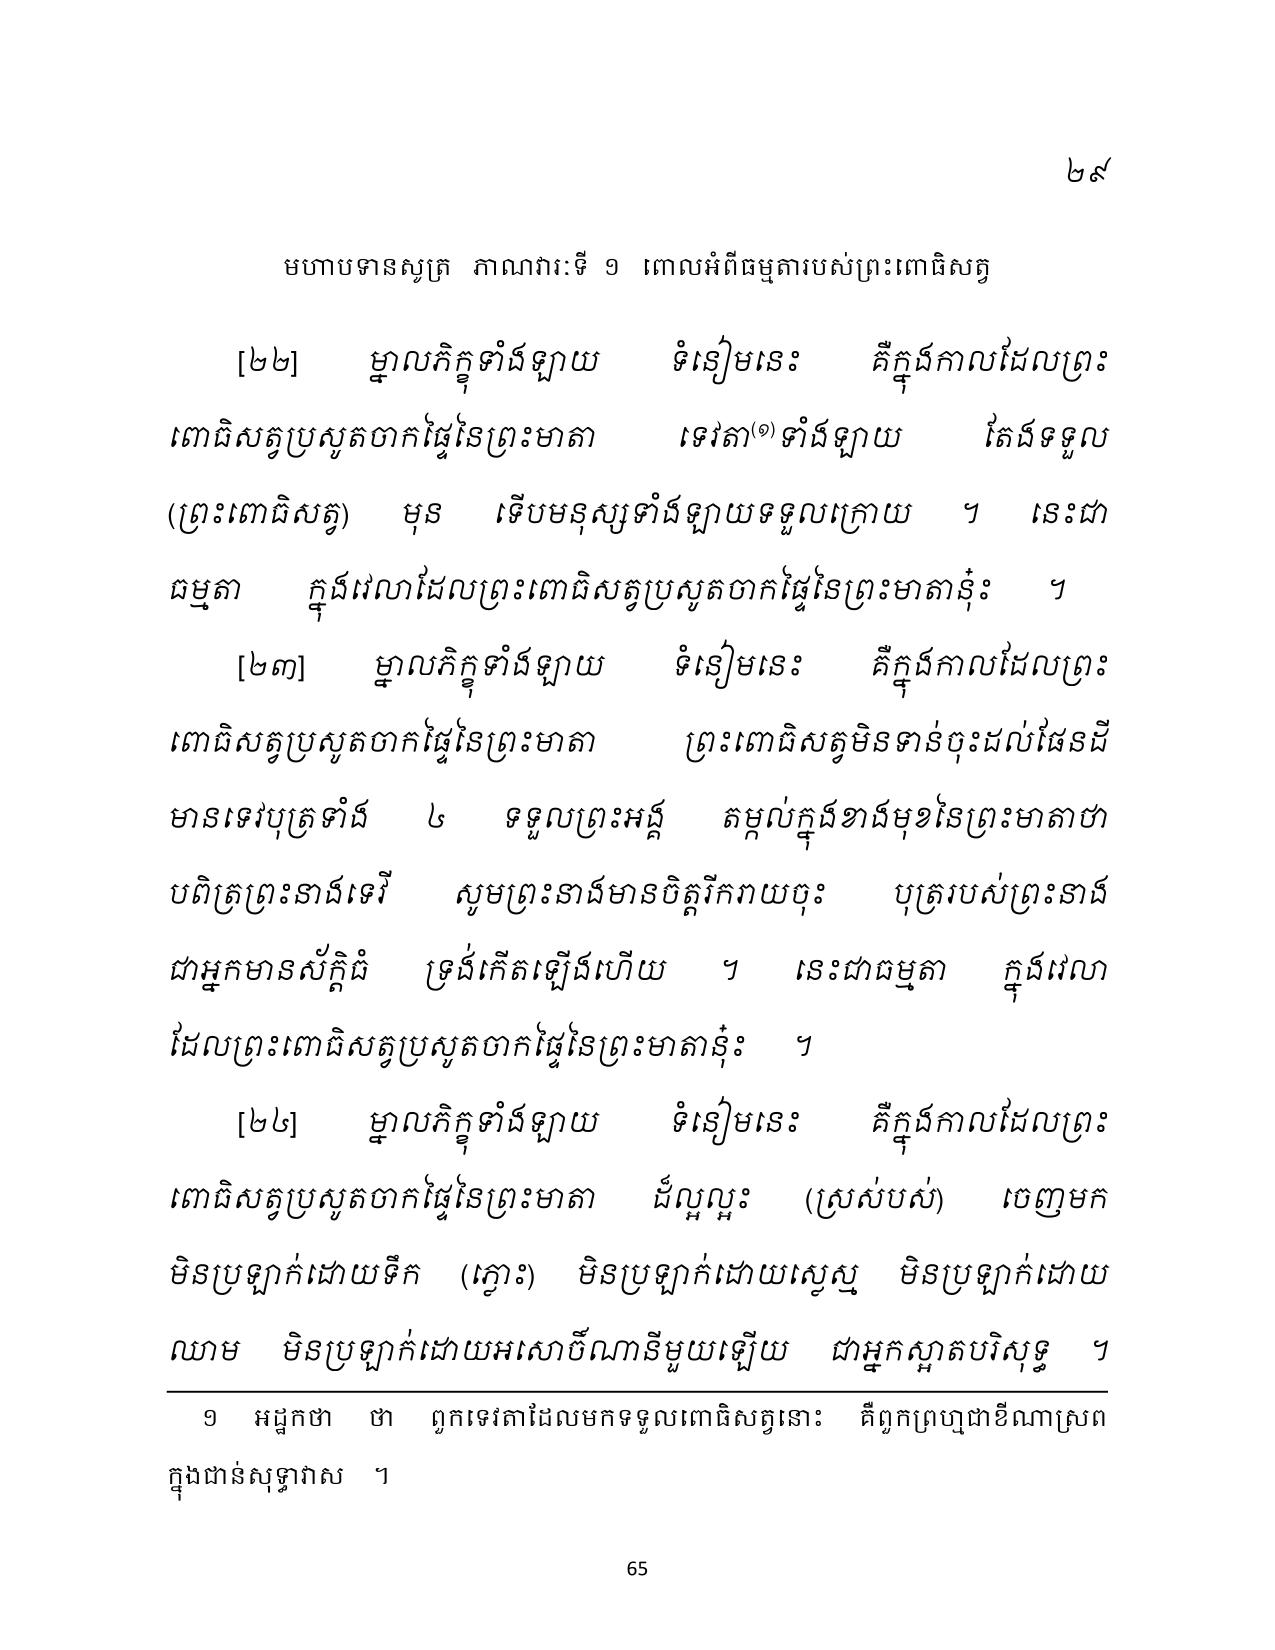 ២៩
មហាបទានសូត្រ ភាណវារៈទី ១ ពោលអំពីធម្មតារបស់ព្រះពោធិសត្វ
[២២] ម្នាលភិក្ខុទាំងឡាយ ទំនៀមនេះ គឺក្នុងកាលដែលព្រះ
ពោធិសត្វប្រសូតចាកផ្ទៃនៃព្រះមាតា ទេវតា(១)ទាំងឡាយ តែងទទួល
(ព្រះពោធិសត្វ) មុន ទើបមនុស្សទាំងឡាយទទួលក្រោយ ។ នេះជា
ធម្មតា ក្នុងវេលាដែលព្រះពោធិសត្វប្រសូតចាកផ្ទៃនៃព្រះមាតានុ៎ះ ។
[២៣] ម្នាលភិក្ខុទាំងឡាយ ទំនៀមនេះ គឺក្នុងកាលដែលព្រះ
ពោធិសត្វប្រសូតចាកផ្ទៃនៃព្រះមាតា ព្រះពោធិសត្វមិនទាន់ចុះដល់ផែនដី
មានទេវបុត្រទាំង ៤ ទទួលព្រះអង្គ តម្កល់ក្នុងខាងមុខនៃព្រះមាតាថា
បពិត្រព្រះនាងទេវី សូមព្រះនាងមានចិត្តរីករាយចុះ បុត្ររបស់ព្រះនាង
ជាអ្នកមានស័ក្តិធំ ទ្រង់កើតឡើងហើយ ។ នេះជាធម្មតា ក្នុងវេលា
ដែលព្រះពោធិសត្វប្រសូតចាកផ្ទៃនៃព្រះមាតានុ៎ះ ។
[២៤] ម្នាលភិក្ខុទាំងឡាយ ទំនៀមនេះ គឺក្នុងកាលដែលព្រះ
ពោធិសត្វប្រសូតចាកផ្ទៃនៃព្រះមាតា ដ៏ល្អល្អះ (ស្រស់បស់) ចេញមក
មិនប្រឡាក់ដោយទឹក (ភ្លោះ) មិនប្រឡាក់ដោយស្លេស្ម មិនប្រឡាក់ដោយ
ឈាម មិនប្រឡាក់ដោយអសោចិ៍ណានីមួយឡើយ ជាអ្នកស្អាតបរិសុទ្ធ ។
១ អដ្ឋកថា ថា ពួកទេវតាដែលមកទទួលពោធិសត្វនោះ គឺពួកព្រហ្មជាខីណាស្រព
ក្នុងជាន់សុទ្ធាវាស ។
65